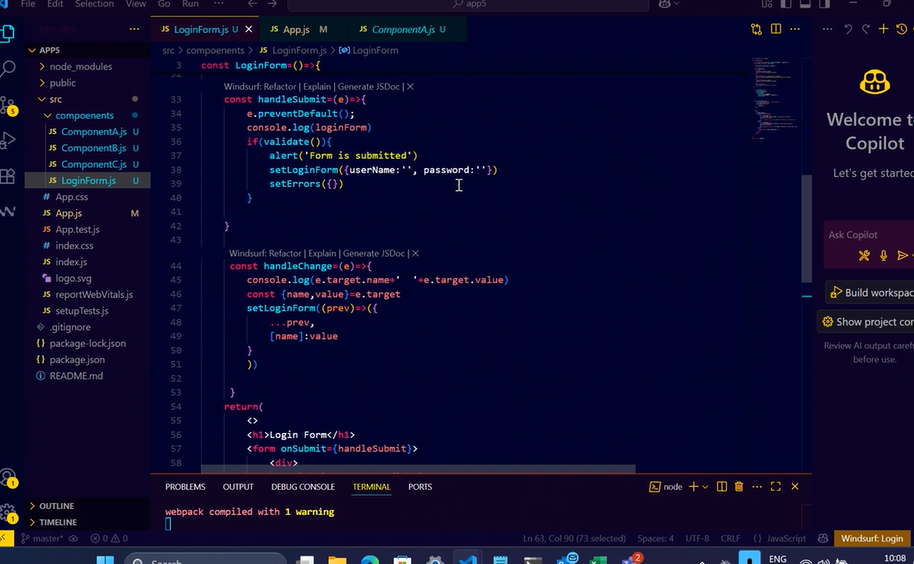 File Edit Selection View Go Run ··· app5
LoginForm.js U App.js M ComponentA.js U
EXPLORER
src > compoenents > JS LoginForm.js > LoginForm
APP5
node_modules
public
src
compoenents
JS ComponentA.js U
JS ComponentB.js U
JS ComponentC.js U
JS LoginForm.js U
# App.css
JS App.js M
JS App.test.js
# index.css
JS index.js
logo.svg
JS reportWebVitals.js
JS setupTests.js
.gitignore
{} package-lock.json
{} package.json
README.md
OUTLINE
TIMELINE
3 const LoginForm=()=>{
32
Windsurf: Refactor | Explain | Generate JSDoc | X
33 const handleSubmit=(e)=>{
34 e.preventDefault();
35 console.log(loginForm)
36 if(validate()){
37 alert('Form is submitted')
38 setLoginForm({userName:'', password:''})
39 setErrors({})
40 }
41
42 }
43
Windsurf: Refactor | Explain | Generate JSDoc | X
44 const handleChange=(e)=>{
45 console.log(e.target.name+'  '+e.target.value)
46 const {name,value}=e.target
47 setLoginForm((prev)=>({
48 ...prev,
49 [name]:value
50 }
51 ))
52
53 }
54 return(
55 <>
56 <h1>Login Form</h1>
57 <form onSubmit={handleSubmit}>
58 <div>
PROBLEMS OUTPUT DEBUG CONSOLE TERMINAL PORTS
node
webpack compiled with 1 warning
Welcome to
Copilot
Let's get started
Ask Copilot
Build workspac
Show project con
Review AI output careful
before use.
master* 0 0 Ln 63, Col 90 (73 selected) Spaces: 4 UTF-8 CRLF {} JavaScript Windsurf: Login
Search
ENG
10:08